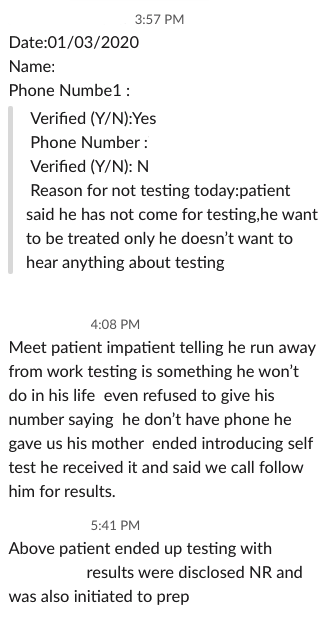 3:57 PM
Date:01/03/2020
Name:
Phone Numbe1 :
Verified (Y/N):Yes
Phone Number :
Verified (Y/N): N
Reason for not testing today:patient
said he has not come for testing,he want
to be treated only he doesn't want to
hear anything about testing
4:08 PM
Meet patient impatient telling he run away
from work testing is something he won't
do in his life  even refused to give his
number saying  he don't have phone he
gave us his mother  ended introducing self
test he received it and said we call follow
him for results.
5:41 PM
Above patient ended up testing with
results were disclosed NR and
was also initiated to prep